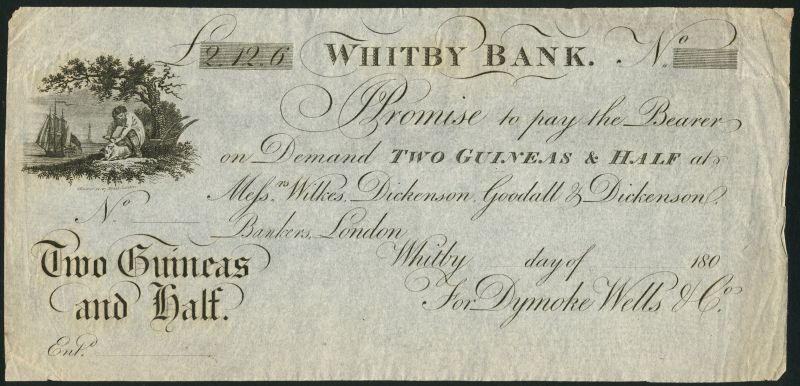 £ 2.12.6 WHITBY BANK. No
I Promise to pay the Bearer
on Demand TWO GUINEAS & HALF at
Messrs Wilkes, Dickenson, Goodall & Dickenson,
Bankers, London
No
Whitby day of 180
Two Guineas
and Half.
For Dymoke Wells & Co.
Entd